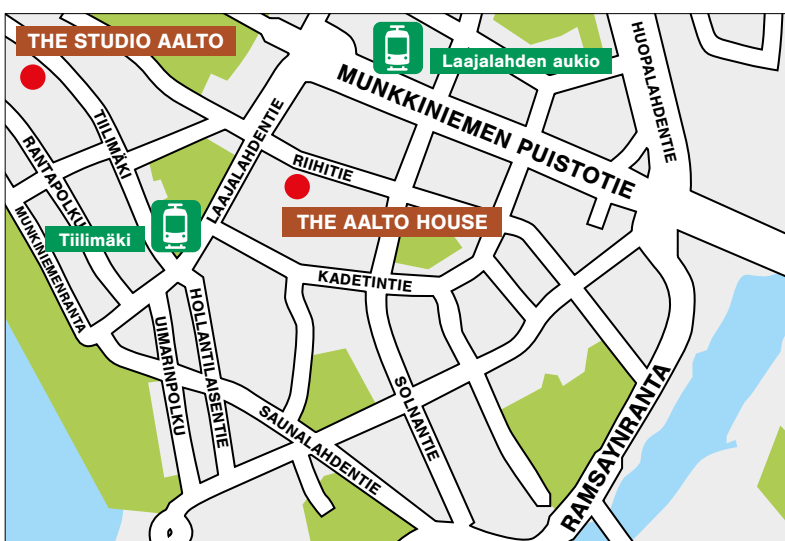 THE STUDIO AALTO
Laajalahden aukio
HUOPALAHDENTIE
MUNKKINIEMEN PUISTOTIE
TIILIMÄKI
LAAJALAHDENTIE
RANTAPOLKU
RIIHITIE
THE AALTO HOUSE
MUNKINIEMENRANTA
Tiilimäki
KADETINTIE
HOLLANTILAISENTIE
UIMARINPOLKU
SOLNANTIE
SAUNALAHDENTIE
RAMSAYNRANTA